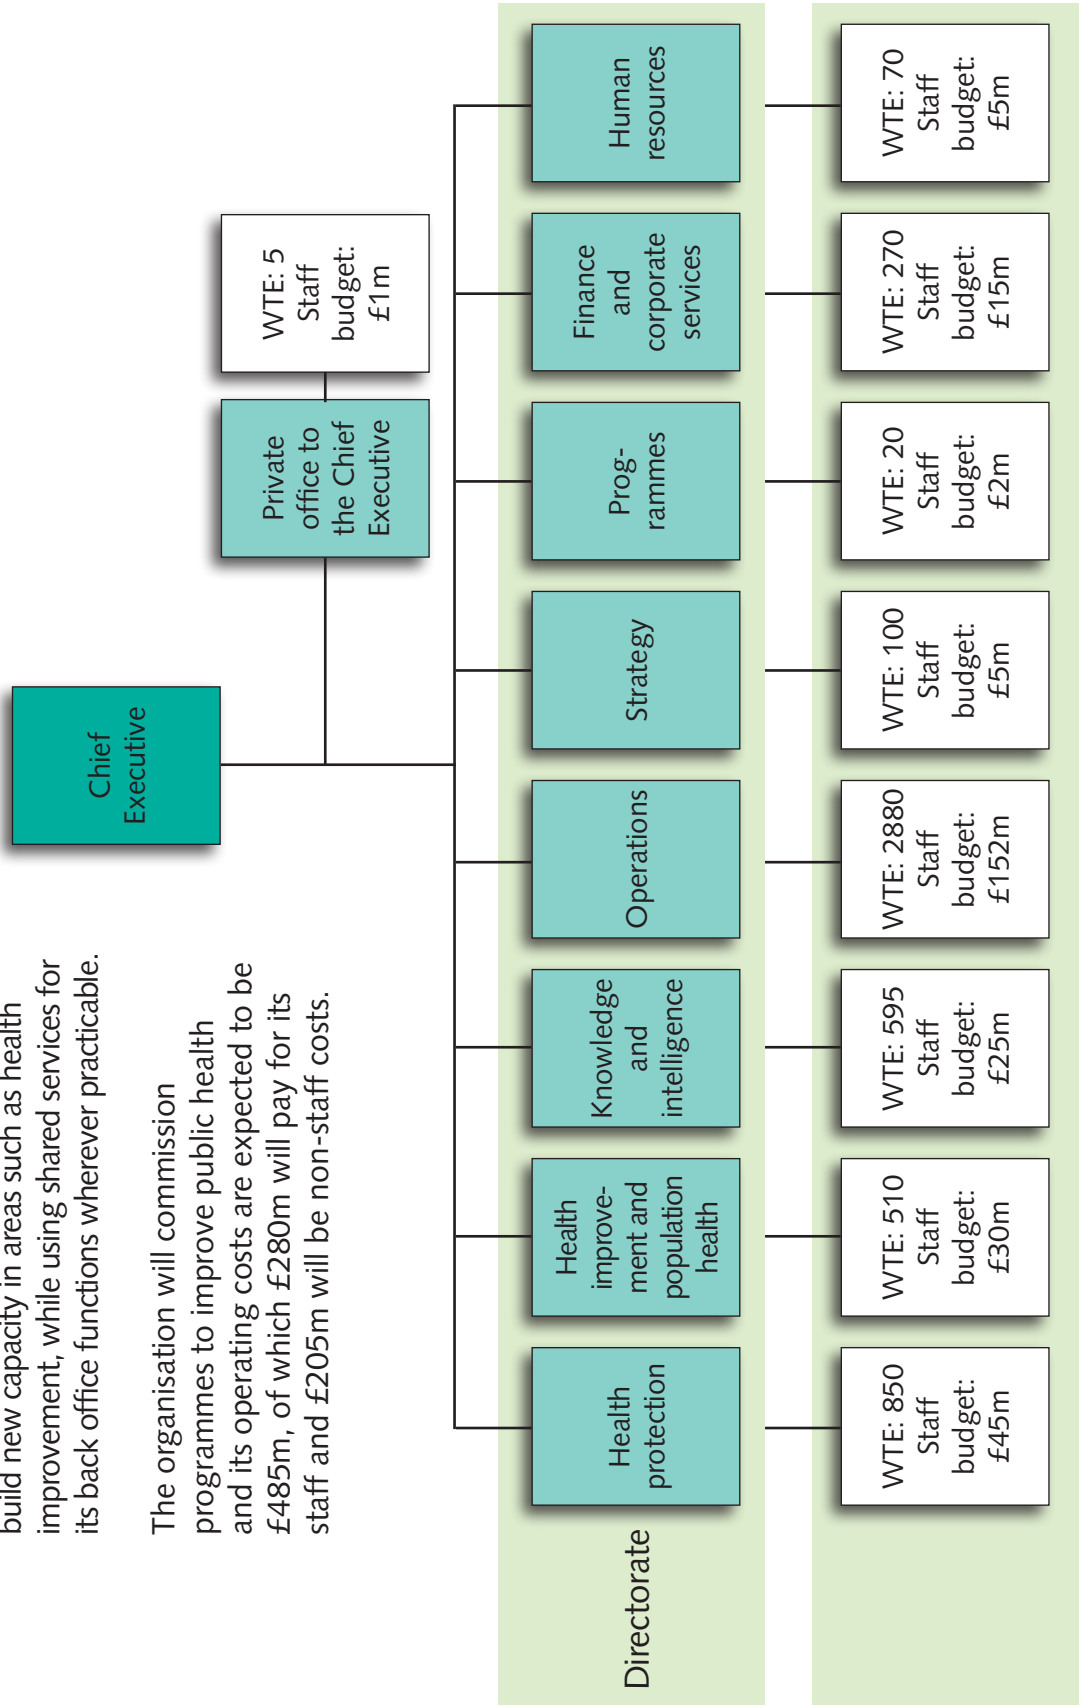 build new capacity in areas such as health
improvement, while using shared services for
its back office functions wherever practicable.
The organisation will commission
programmes to improve public health
and its operating costs are expected to be
£485m, of which £280m will pay for its
staff and £205m will be non-staff costs.
Chief
Executive
Private
office to
the Chief
Executive
WTE: 5
Staff
budget:
£1m
Directorate
Health
protection
Health
improve-
ment and
population
health
Knowledge
and
intelligence
Operations
Strategy
Prog-
rammes
Finance
and
corporate
services
Human
resources
WTE: 850
Staff
budget:
£45m
WTE: 510
Staff
budget:
£30m
WTE: 595
Staff
budget:
£25m
WTE: 2880
Staff
budget:
£152m
WTE: 100
Staff
budget:
£5m
WTE: 20
Staff
budget:
£2m
WTE: 270
Staff
budget:
£15m
WTE: 70
Staff
budget:
£5m